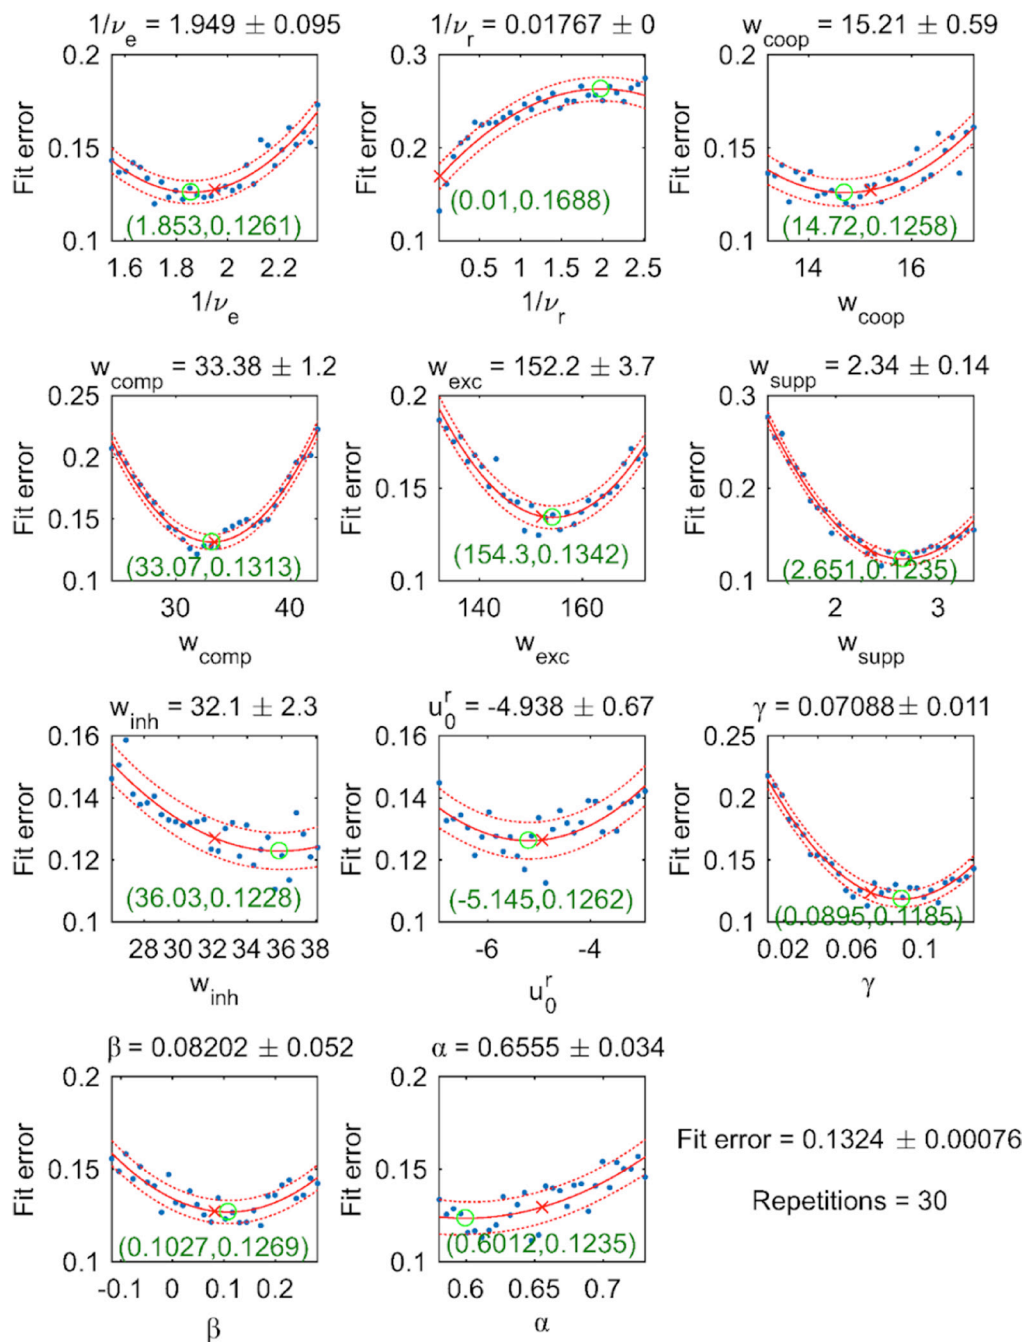 1/ν_e = 1.949 ± 0.095
1/ν_r = 0.01767 ± 0
w_coop = 15.21 ± 0.59
Fit error
0.2
0.15
0.1
(1.853,0.1261)
1.6 1.8 2 2.2
1/ν_e
Fit error
0.3
0.2
0.1
(0.01,0.1688)
0.5 1 1.5 2 2.5
1/ν_r
Fit error
0.2
0.15
0.1
(14.72,0.1258)
14 16
w_coop
w_comp = 33.38 ± 1.2
w_exc = 152.2 ± 3.7
w_supp = 2.34 ± 0.14
Fit error
0.25
0.2
0.15
0.1
(33.07,0.1313)
30 40
w_comp
Fit error
0.2
0.15
0.1
(154.3,0.1342)
140 160
w_exc
Fit error
0.3
0.2
0.1
(2.651,0.1235)
2 3
w_supp
w_inh = 32.1 ± 2.3
u_0^r = -4.938 ± 0.67
γ = 0.07088 ± 0.011
Fit error
0.16
0.14
0.12
0.1
(36.03,0.1228)
28 30 32 34 36 38
w_inh
Fit error
0.16
0.14
0.12
0.1
(-5.145,0.1262)
-6 -4
u_0^r
Fit error
0.25
0.2
0.15
0.1
(0.0895,0.1185)
0.02 0.06 0.1
γ
β = 0.08202 ± 0.052
α = 0.6555 ± 0.034
Fit error
0.2
0.15
0.1
(0.1027,0.1269)
-0.1 0 0.1 0.2
β
Fit error
0.2
0.15
0.1
(0.6012,0.1235)
0.6 0.65 0.7
α
Fit error = 0.1324 ± 0.00076
Repetitions = 30